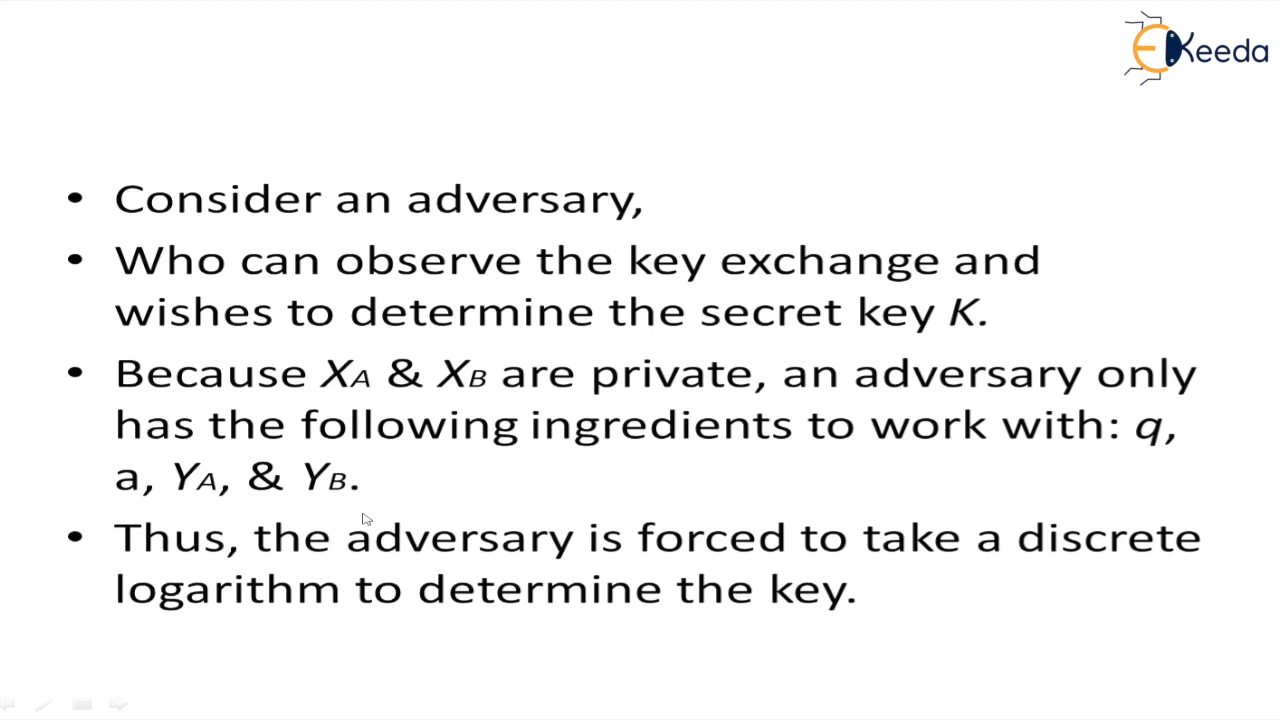 EKeeda
• Consider an adversary,
• Who can observe the key exchange and
wishes to determine the secret key K.
• Because XA & XB are private, an adversary only
has the following ingredients to work with: q,
a, YA, & YB.
• Thus, the adversary is forced to take a discrete
logarithm to determine the key.